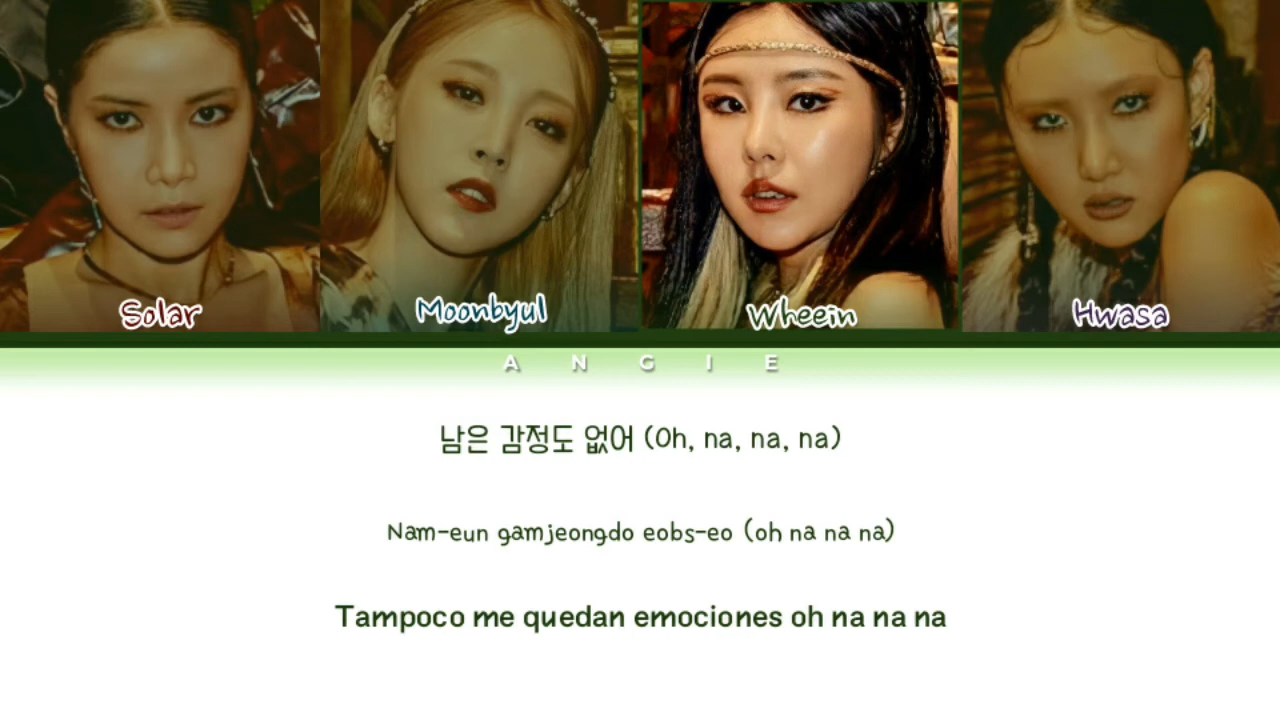 Solar
Moonbyul
Wheein
Hwasa
A N G I E
남은 감정도 없어 (Oh, na, na, na)
Nam-eun gamjeongdo eobs-eo (oh na na na)
Tampoco me quedan emociones oh na na na